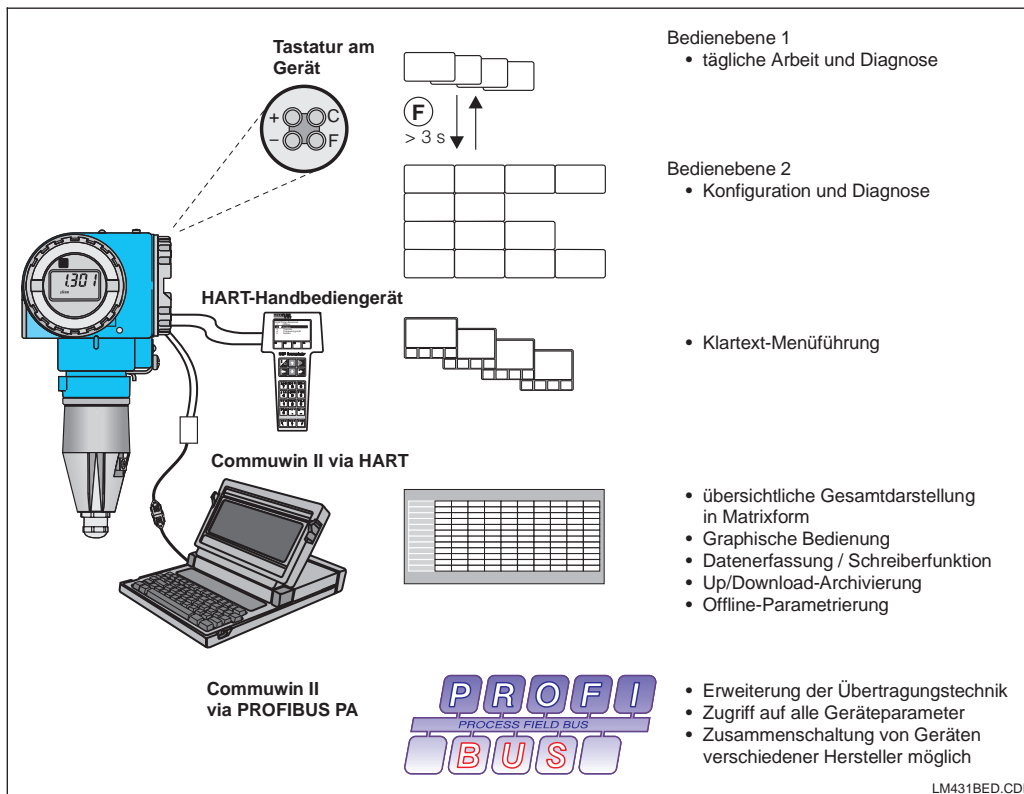 Tastatur am
Gerät
+ C
− F
F
> 3 s
Bedienebene 1
• tägliche Arbeit und Diagnose
Bedienebene 2
• Konfiguration und Diagnose
1.301
HART-Handbediengerät
• Klartext-Menüführung
Commuwin II via HART
• übersichtliche Gesamtdarstellung
in Matrixform
• Graphische Bedienung
• Datenerfassung / Schreiberfunktion
• Up/Download-Archivierung
• Offline-Parametrierung
Commuwin II
via PROFIBUS PA
PROFI
PROCESS FIELD BUS
BUS
• Erweiterung der Übertragungstechnik
• Zugriff auf alle Geräteparameter
• Zusammenschaltung von Geräten
verschiedener Hersteller möglich